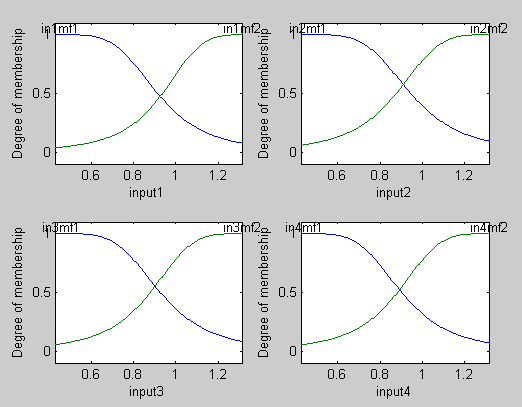 in1mf1 in1mf2
1
0.5
0
Degree of membership
0.6 0.8 1 1.2
input1
in2mf1 in2mf2
1
0.5
0
Degree of membership
0.6 0.8 1 1.2
input2
in3mf1 in3mf2
1
0.5
0
Degree of membership
0.6 0.8 1 1.2
input3
in4mf1 in4mf2
1
0.5
0
Degree of membership
0.6 0.8 1 1.2
input4